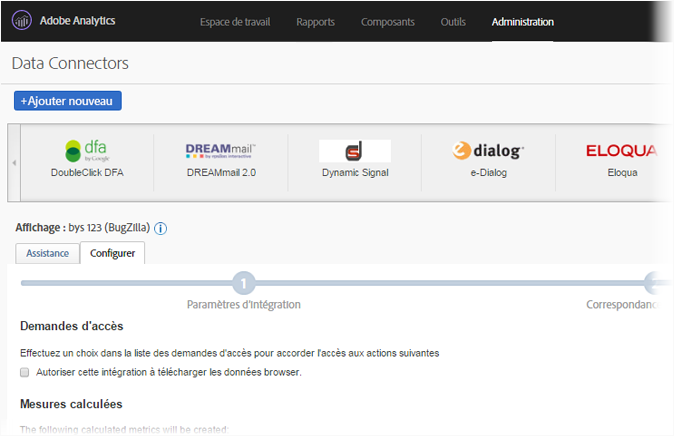 Adobe Analytics Espace de travail Rapports Composants Outils Administration
Data Connectors
+Ajouter nouveau
dfa by Google DREAMmail™ by npublic interactive d e dialog™ ELOQUA
DoubleClick DFA DREAMmail 2.0 Dynamic Signal e-Dialog Eloqua
Affichage : bys 123 (BugZilla) i
Assistance Configurer
1
Paramètres d'intégration Correspondanc
Demandes d'accès
Effectuez un choix dans la liste des demandes d'accès pour accorder l'accès aux actions suivantes
Autoriser cette intégration à télécharger les données browser.
Mesures calculées
The following calculated metrics will be created: